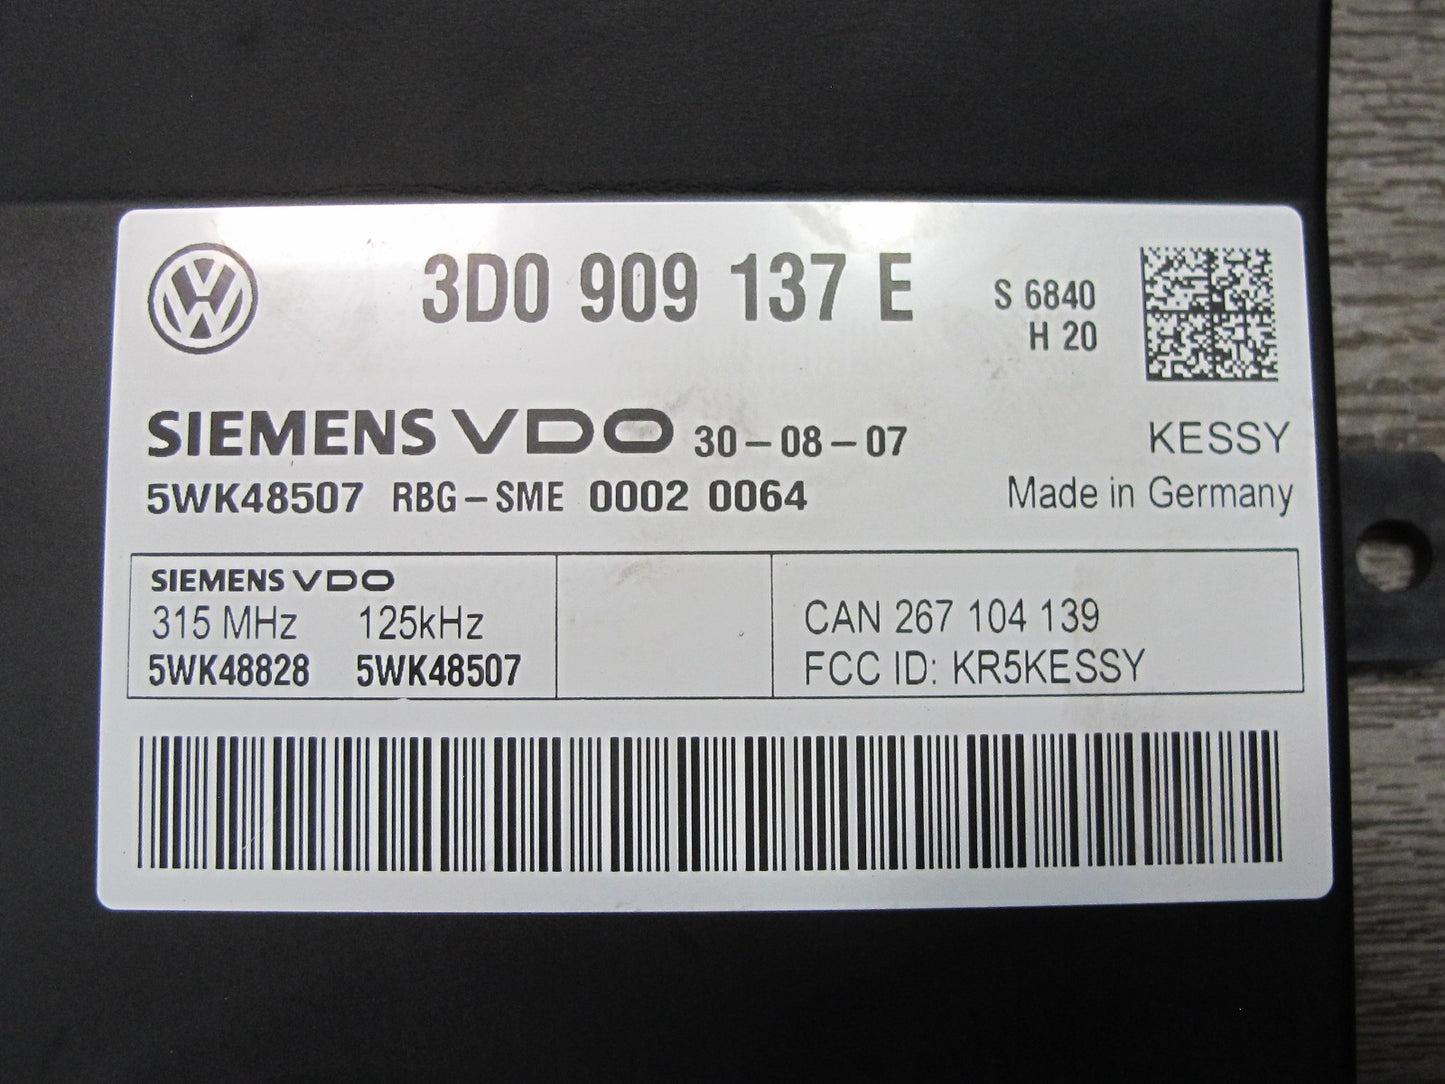 3D0 909 137 E
S 6840
H 20
SIEMENS VDO 30-08-07
KESSY
5WK48507 RBG-SME 0002 0064
Made in Germany
SIEMENS VDO
315 MHz 125kHz
5WK48828 5WK48507
CAN 267 104 139
FCC ID: KR5KESSY